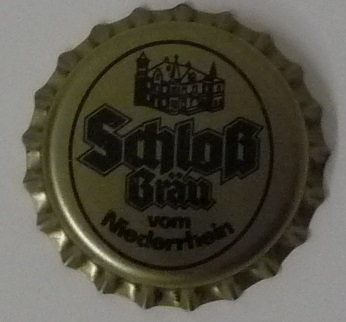 Schloß
Bräu
vom
Niederrhein